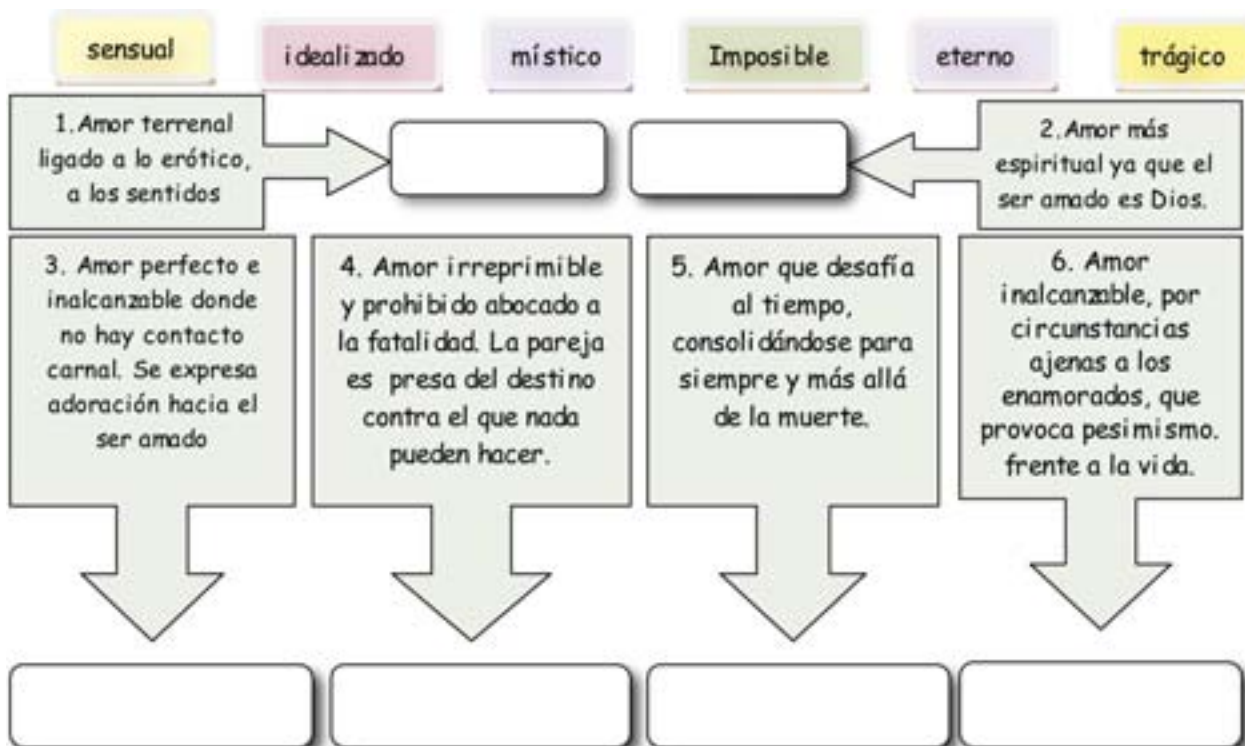 sensual
idealizado
místico
Imposible
eterno
trágico
1. Amor terrenal
ligado a lo erótico,
a los sentidos
2. Amor más
espiritual ya que el
ser amado es Dios.
3. Amor perfecto e
inalcanzable donde
no hay contacto
carnal. Se expresa
adoración hacia el
ser amado
4. Amor irreprimible
y prohibido abocado a
la fatalidad. La pareja
es presa del destino
contra el que nada
pueden hacer.
5. Amor que desafía
al tiempo,
consolidándose para
siempre y más allá
de la muerte.
6. Amor
inalcanzable, por
circunstancias
ajenas a los
enamorados, que
provoca pesimismo.
frente a la vida.